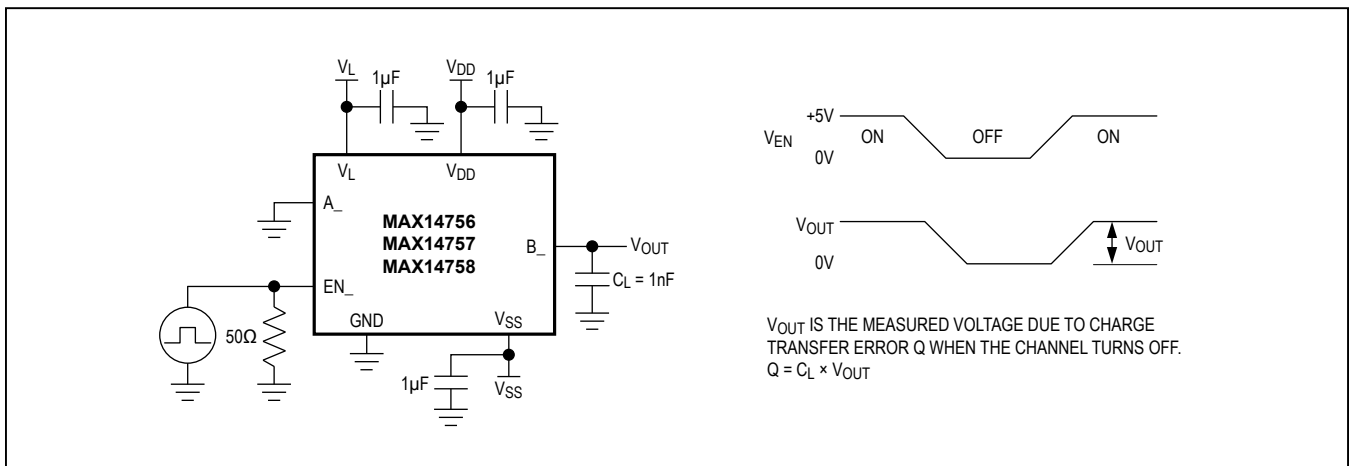 VL
1µF
VDD
1µF
VL
VDD
A_
MAX14756
MAX14757
MAX14758
B_
VOUT
CL = 1nF
EN_
50Ω
GND
VSS
1µF
VSS
VEN
+5V
0V
ON
OFF
ON
VOUT
0V
VOUT
VOUT IS THE MEASURED VOLTAGE DUE TO CHARGE
TRANSFER ERROR Q WHEN THE CHANNEL TURNS OFF.
Q = CL × VOUT